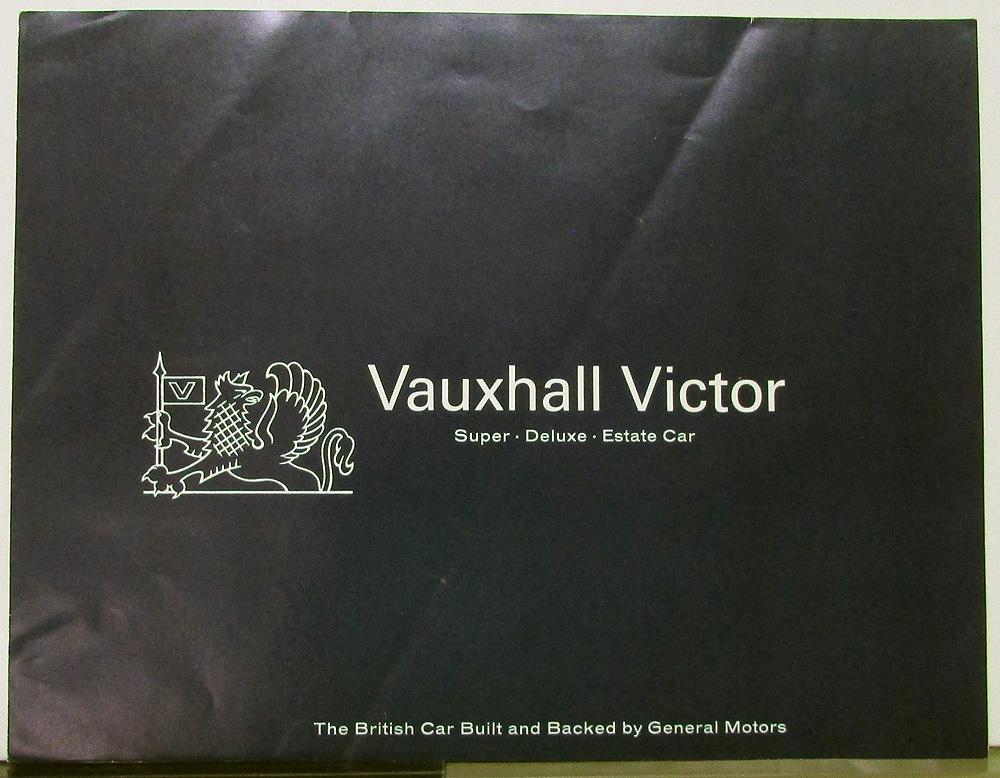 V
Vauxhall Victor
Super · Deluxe · Estate Car
The British Car Built and Backed by General Motors